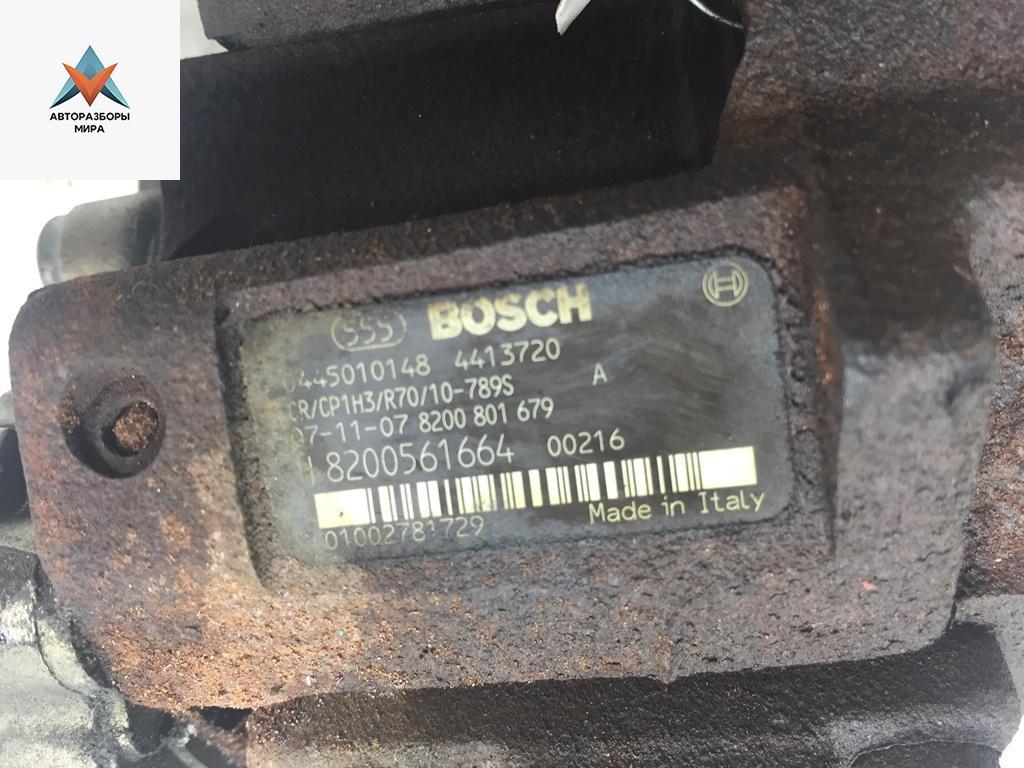 АВТОРАЗБОРЫ
МИРА
SSS BOSCH
0445010148 4413720
CR/CP1H3/R70/10-789S A
07-11-07 8200 801 679
H 8200561664 00216
01002781729 Made in Italy